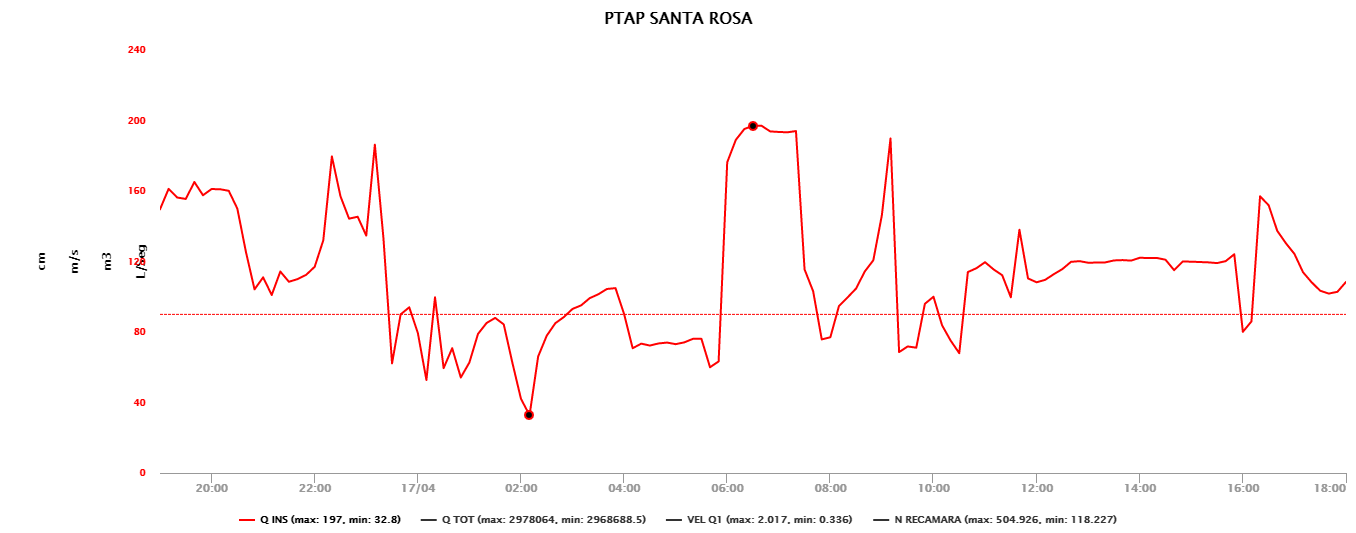 PTAP SANTA ROSA
240
200
160
120
80
40
0
cm
m/s
m3
L/Seg
20:00 22:00 17/04 02:00 04:00 06:00 08:00 10:00 12:00 14:00 16:00 18:00
Q INS (max: 197, min: 32.8) Q TOT (max: 2978064, min: 2968688.5) VEL Q1 (max: 2.017, min: 0.336) N RECAMARA (max: 504.926, min: 118.227)